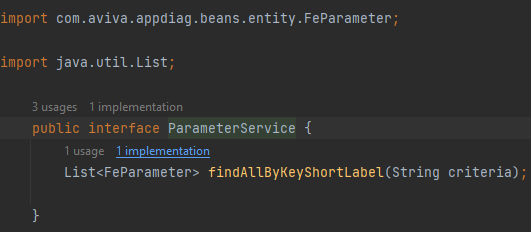 import com.aviva.appdiag.beans.entity.FeParameter;
import java.util.List;
3 usages 1 implementation
public interface ParameterService {
1 usage 1 implementation
List<FeParameter> findAllByKeyShortLabel(String criteria);
}